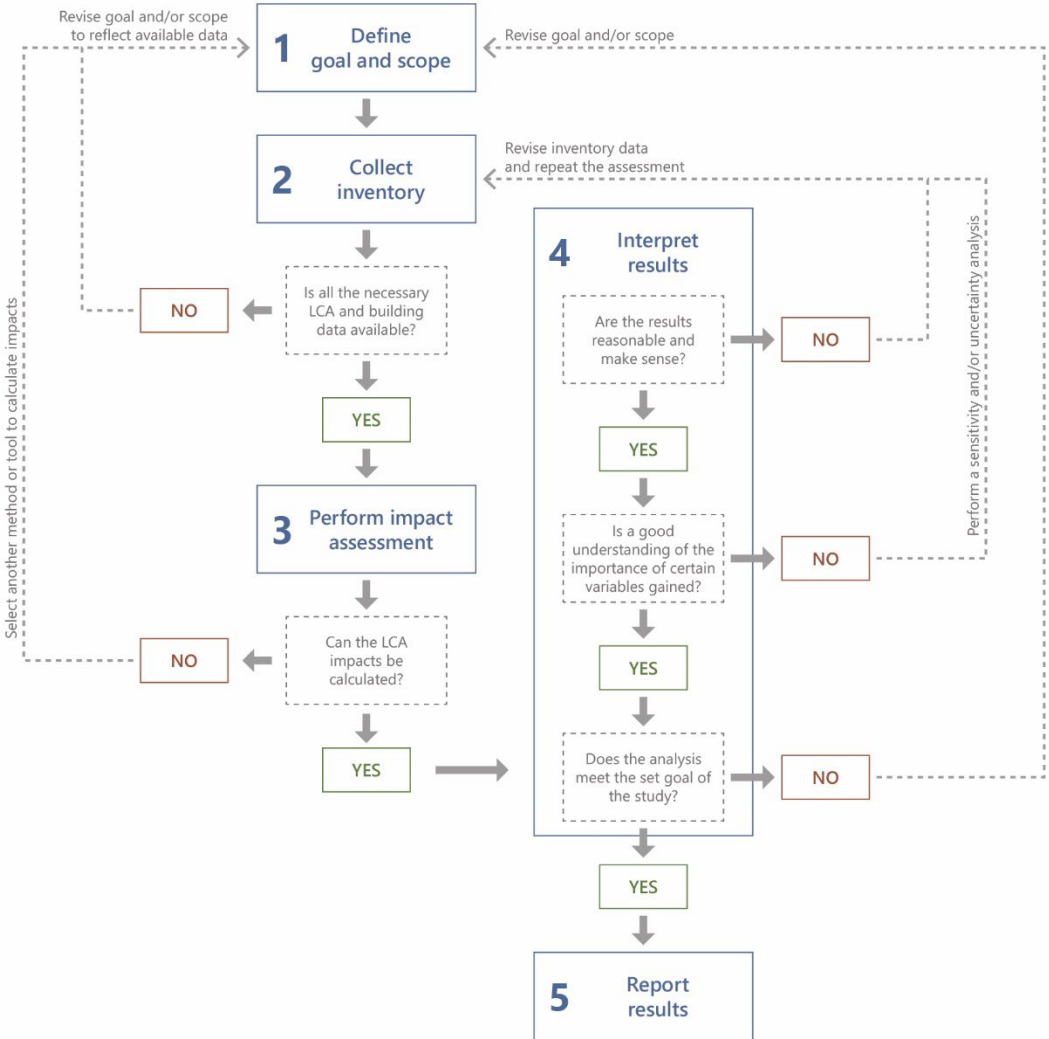 Revise goal and/or scope
to reflect available data
1
Define
goal and scope
Revise goal and/or scope
2
Collect
inventory
Revise inventory data
and repeat the assessment
Is all the necessary
LCA and building
data available?
NO
YES
3
Perform impact
assessment
Can the LCA
impacts be
calculated?
NO
YES
Select another method or tool to calculate impacts
4
Interpret
results
Are the results
reasonable and
make sense?
NO
YES
Is a good
understanding of the
importance of certain
variables gained?
NO
YES
Does the analysis
meet the set goal of
the study?
NO
YES
Perform a sensitivity and/or uncertainty analysis
5
Report
results